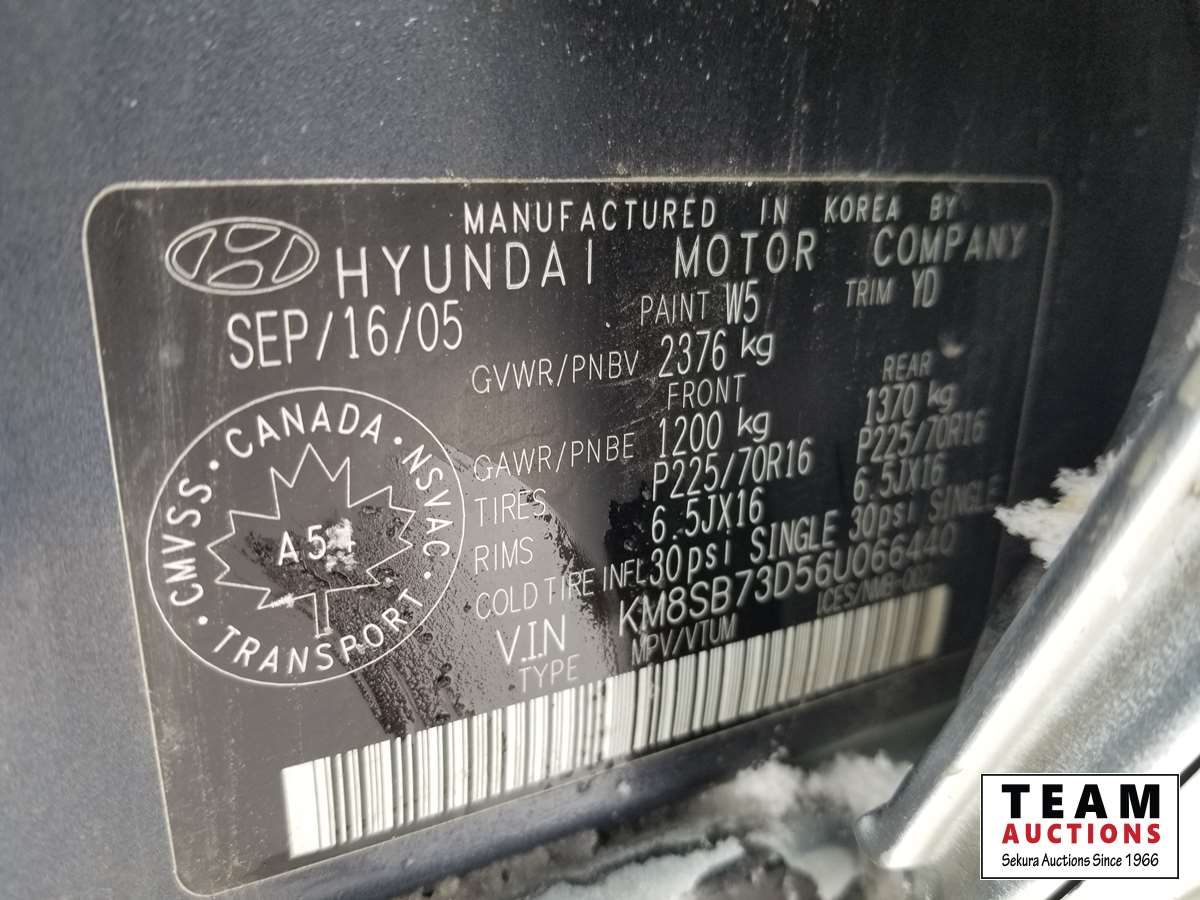 MANUFACTURED IN KOREA BY
HYUNDAI MOTOR COMPANY
SEP/16/05
PAINT W5 TRIM YD
GVWR/PNBV 2376 kg
FRONT REAR
GAWR/PNBE 1200 kg 1370 kg
TIRES P225/70R16 P225/70R16
RIMS 6.5JX16 6.5JX16
COLD TIRE INFL 30psi SINGLE 30psi SINGLE
V.I.N KM8SB73D56U066440
TYPE MPV/VTUM ICES/NMB-002
CMVSS · CANADA · NSVAC · TRANSPORT ·
TEAM
AUCTIONS
Sekura Auctions Since 1966